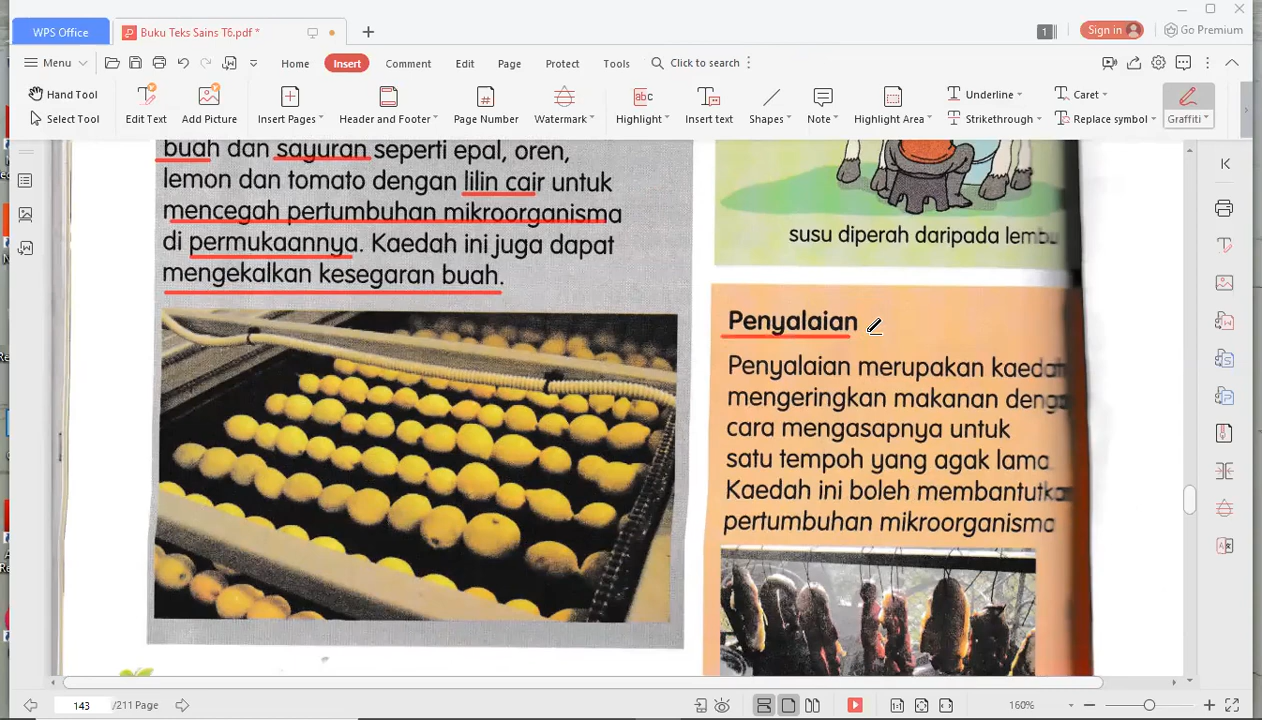 WPS Office
Buku Teks Sains T6.pdf *
1
Sign in
Go Premium
Menu
Home
Insert
Comment
Edit
Page
Protect
Tools
Click to search
Hand Tool
Select Tool
Edit Text
Add Picture
Insert Pages
Header and Footer
Page Number
Watermark
Highlight
Insert text
Shapes
Note
Highlight Area
Underline
Strikethrough
Caret
Replace symbol
Graffiti
buah dan sayuran seperti epal, oren,
lemon dan tomato dengan lilin cair untuk
mencegah pertumbuhan mikroorganisma
di permukaannya. Kaedah ini juga dapat
mengekalkan kesegaran buah.
susu diperah daripada lembu
Penyalaian
Penyalaian merupakan kaedah
mengeringkan makanan
cara mengasapnya untuk
satu tempoh yang agak lama
Kaedah ini boleh membantutkan
pertumbuhan mikroorganisma
143
/211 Page
160%